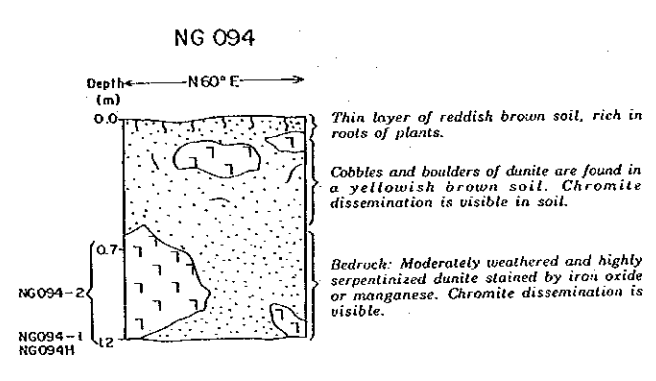 NG 094
Depth
N60°E
(m)
0.0
Thin layer of reddish brown soil, rich in
roots of plants.
Cobbles and boulders of dunite are found in
a yellowish brown soil. Chromite
dissemination is visible in soil.
0.7
Bedrock: Moderately weathered and highly
serpentinized dunite stained by iron oxide
or manganese. Chromite dissemination is
visible.
NG094-2
NG094-1
1.2
NG094H